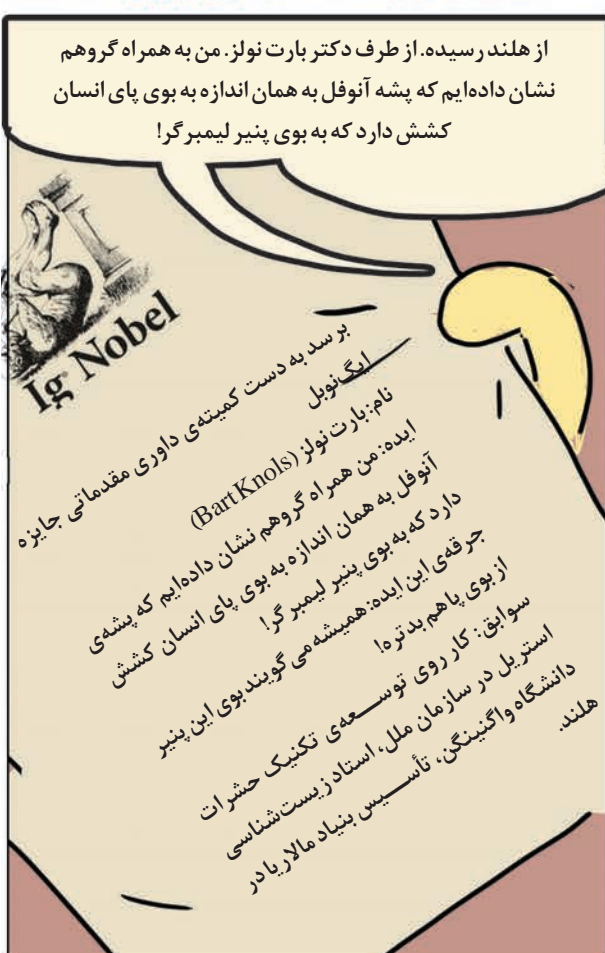 از هلند رسیده. از طرف دکتر بارت نولز. من به همراه گروهم
نشان داده‌ایم که پشه آنوفل به همان اندازه به بوی پای انسان
کشش دارد که به بوی پنیر لیمبرگر!
Ig Nobel
برسد به دست کمیته‌ی داوری مقدماتی جایزه
ایگ‌نوبل
نام: بارت نولز (Bart Knols)
ایده: من همراه گروهم نشان داده‌ایم که پشه‌ی
آنوفل به همان اندازه به بوی پای انسان کشش
دارد که به بوی پنیر لیمبرگر!
جرقه‌ی این ایده: همیشه می گویند بوی این پنیر
از بوی پا هم بدتره!
سوابق: کار روی توسعه‌ی تکنیک حشرات
استریل در سازمان ملل، استاد زیست‌شناسی
دانشگاه واگنینگن، تأسیس بنیاد مالاریا در
هلند.